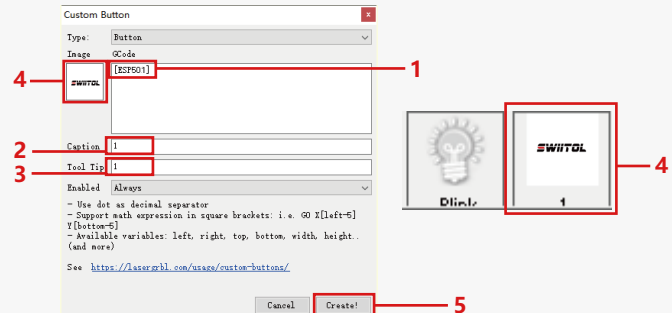 Custom Button
x
Type: Button
Image GCode
[ESP501]
1
4
SWIITOL
Caption 1
2
Tool Tip 1
3
Enabled Always
- Use dot as decimal separator
- Support math expression in square brackets: i.e. G0 X[left-5]
Y[bottom-5]
- Available variables: left, right, top, bottom, width, height..
(and more)
See https://lasergrbl.com/usage/custom-buttons/
Cancel Create!
5
Blink
SWIITOL
1
4